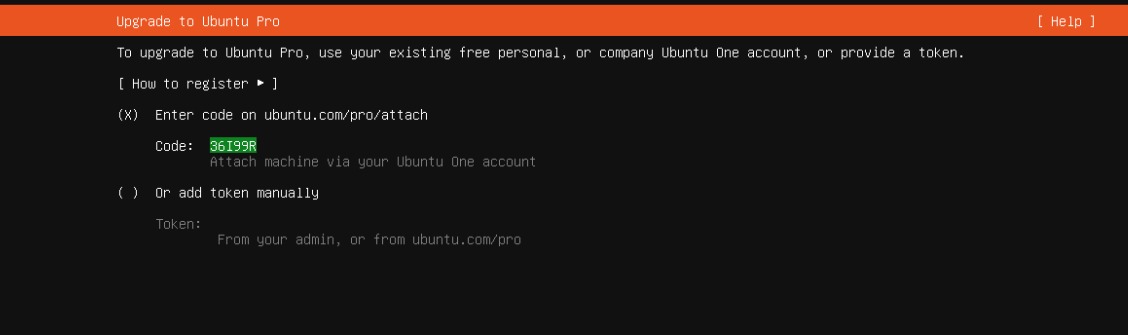 Upgrade to Ubuntu Pro [ Help ]
To upgrade to Ubuntu Pro, use your existing free personal, or company Ubuntu One account, or provide a token.
[ How to register ► ]
(X) Enter code on ubuntu.com/pro/attach
Code: 36I99R
Attach machine via your Ubuntu One account
( ) Or add token manually
Token:
From your admin, or from ubuntu.com/pro